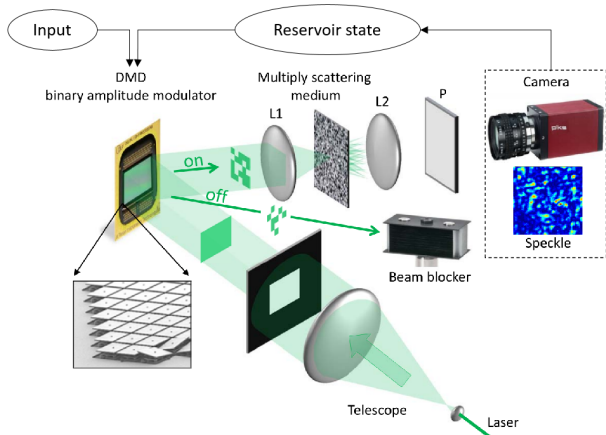 Input
Reservoir state
DMD
binary amplitude modulator
Multiply scattering
medium
Camera
L1
L2
P
on
off
Speckle
Beam blocker
Telescope
Laser